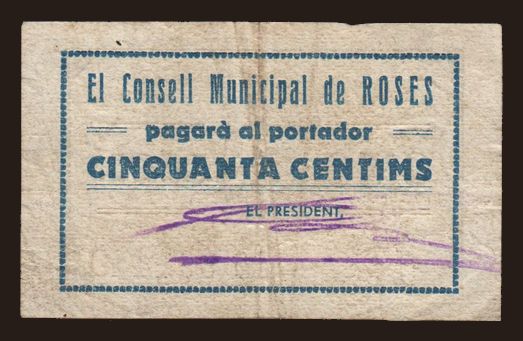 El Consell Municipal de ROSES
pagarà al portador
CINQUANTA CENTIMS
EL PRESIDENT,